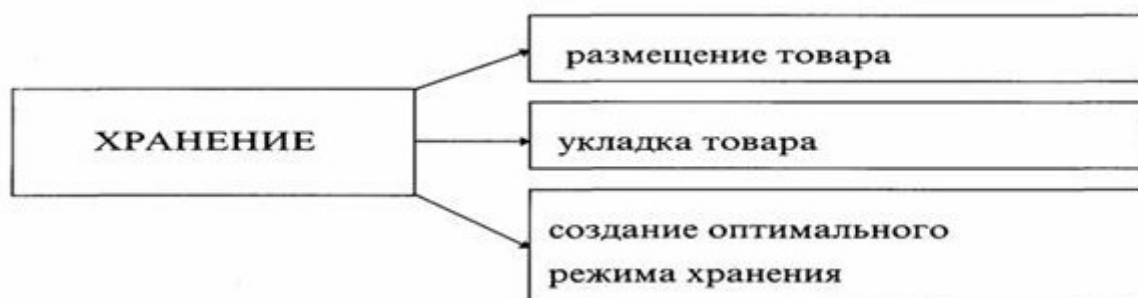 размещение товара
ХРАНЕНИЕ
укладка товара
создание оптимального
режима хранения